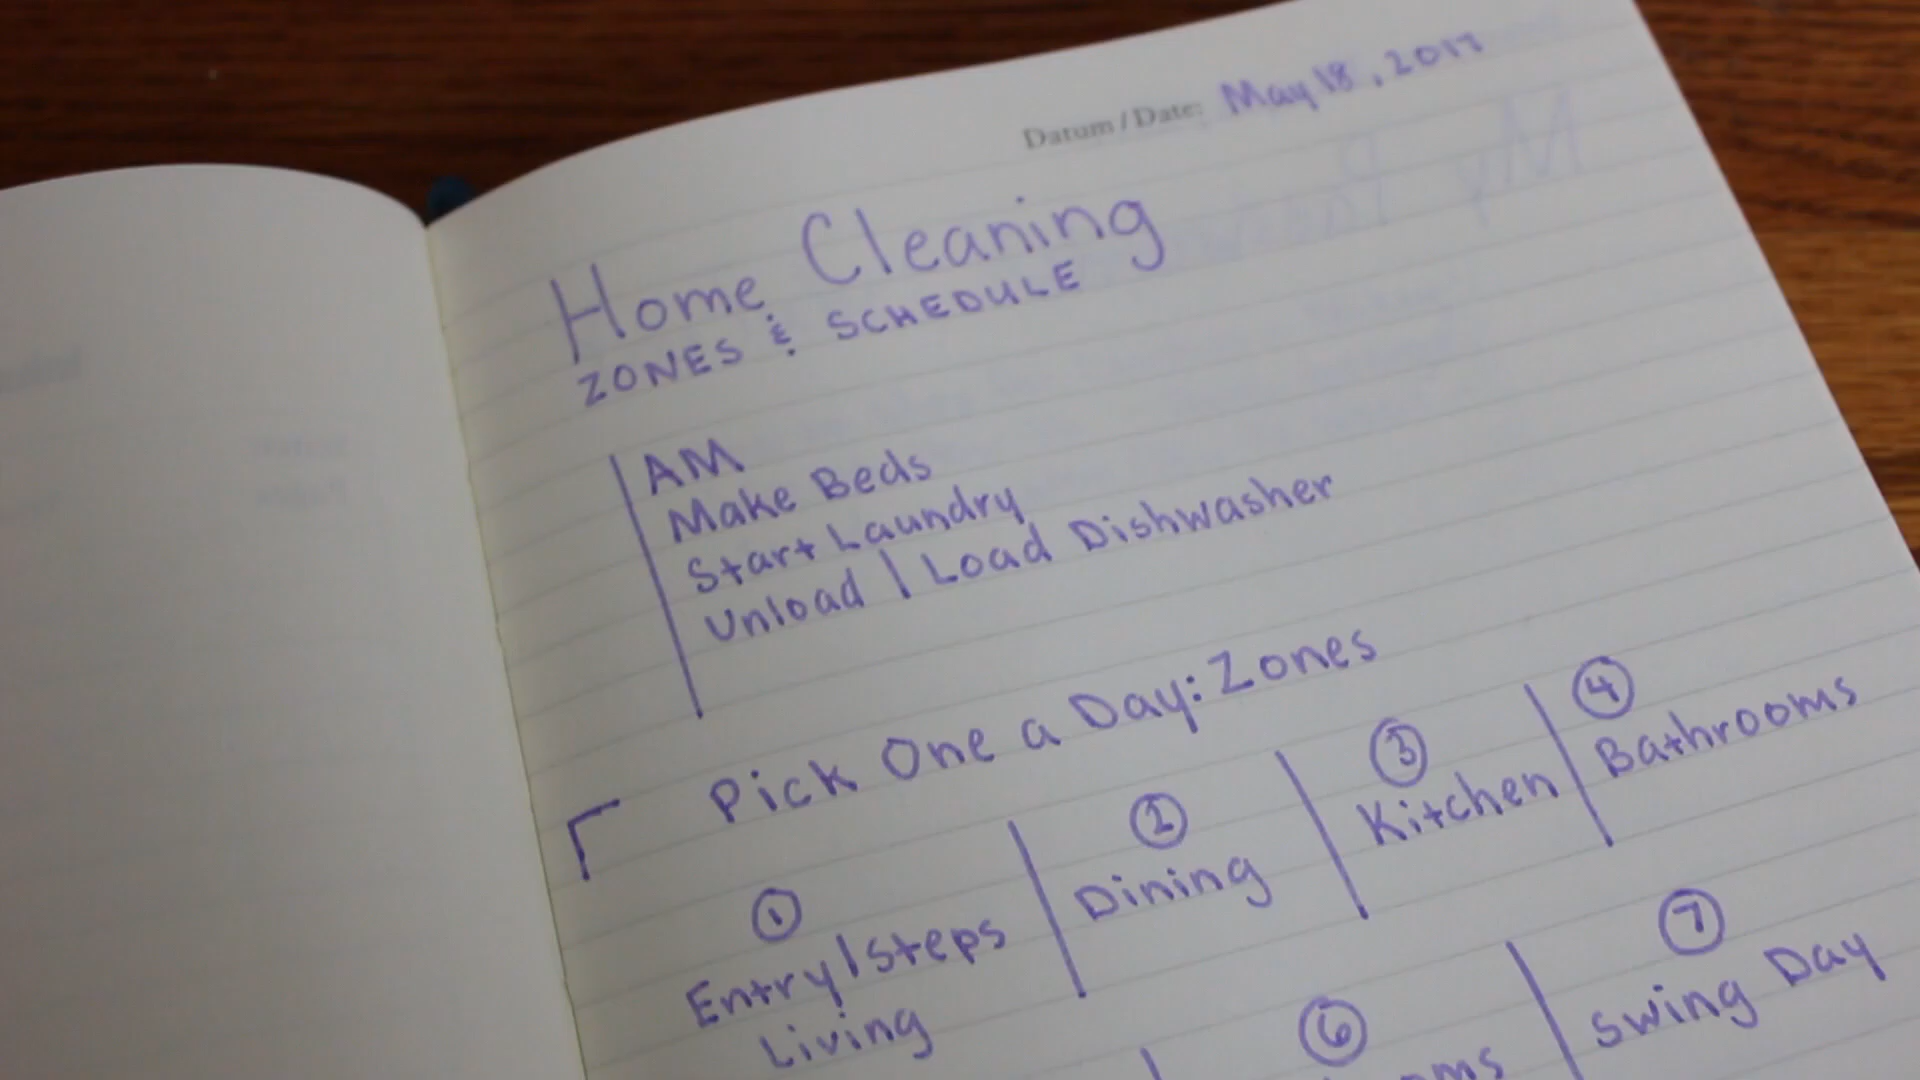 Datum / Date: May 18, 2017
Home Cleaning
ZONES & SCHEDULE
AM
Make Beds
Start Laundry
Unload | Load Dishwasher
Pick One a Day: Zones
① Entry | Steps
Living
② Dining
③ Kitchen
④ Bathrooms
⑥
⑦ Swing Day